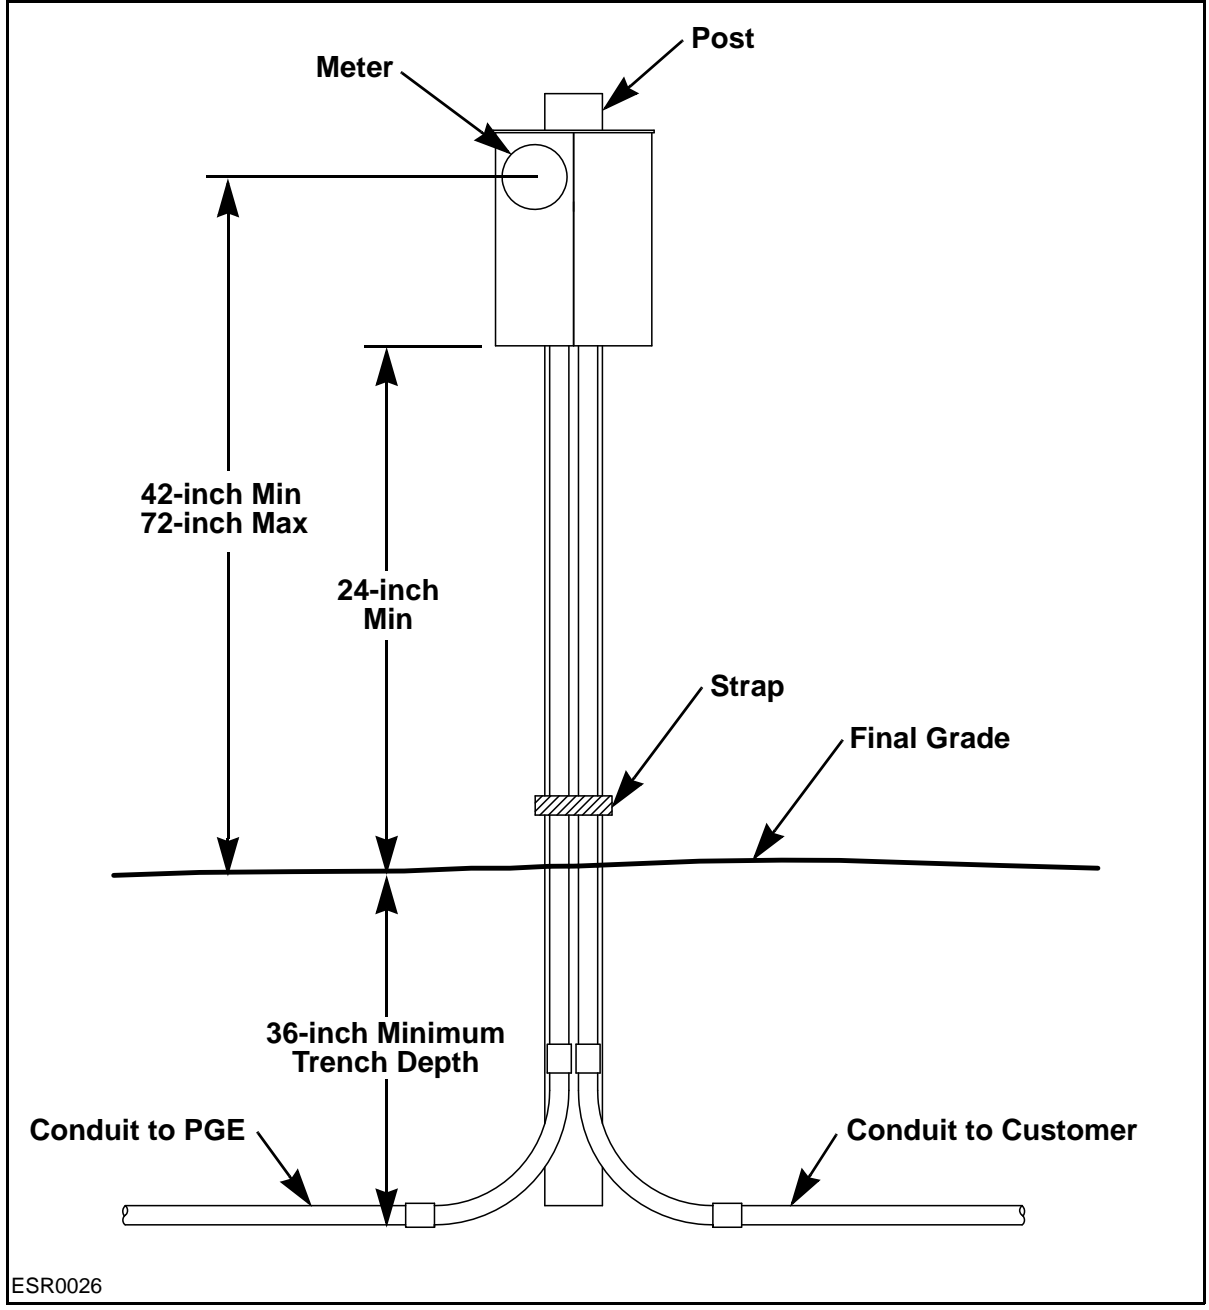 Post
Meter
42-inch Min
72-inch Max
24-inch
Min
Strap
Final Grade
36-inch Minimum
Trench Depth
Conduit to PGE
Conduit to Customer
ESR0026